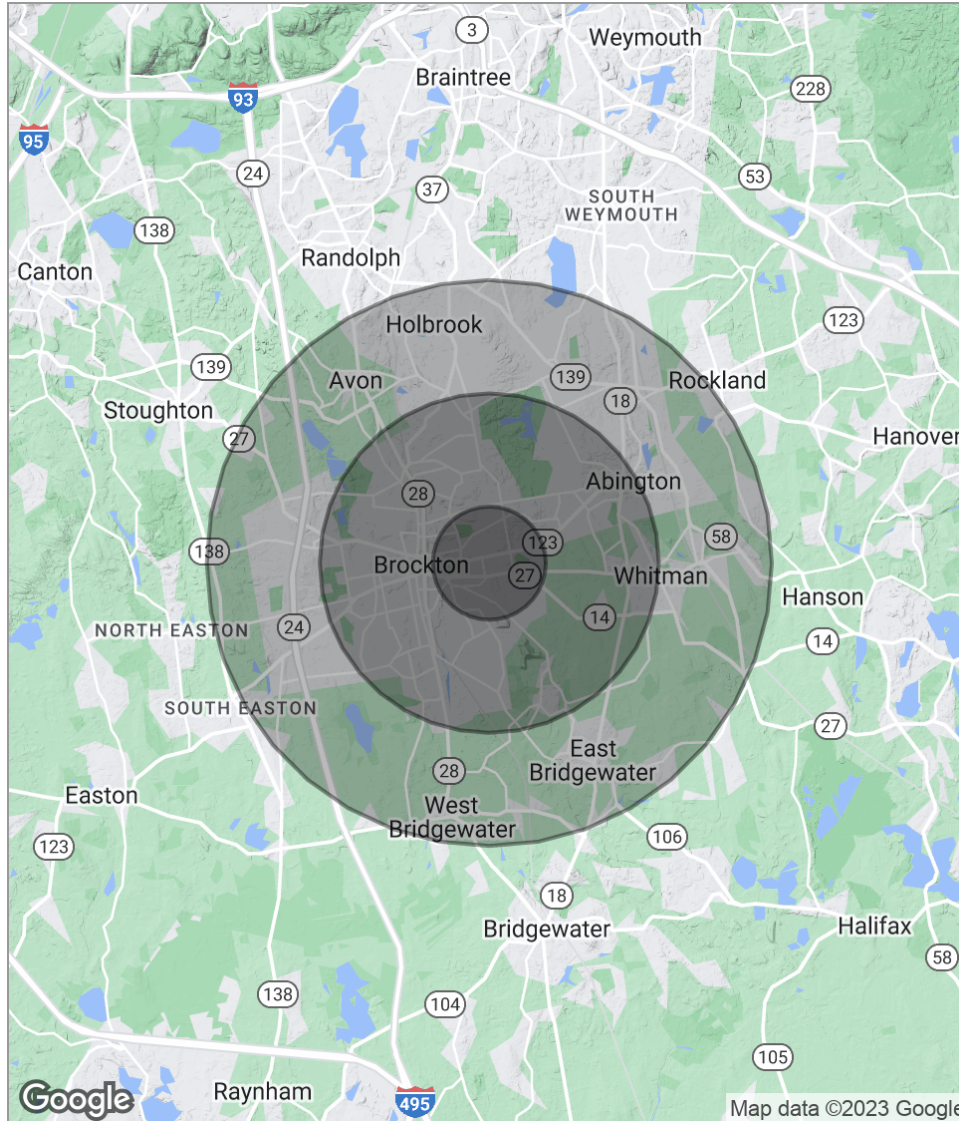 3
Weymouth
Braintree
228
93
95
24
53
37
SOUTH
WEYMOUTH
138
Randolph
Canton
Holbrook
123
139
Avon
139
Rockland
18
Stoughton
27
Hanover
Abington
28
58
123
138
Brockton
27
Whitman
Hanson
14
24
NORTH EASTON
14
SOUTH EASTON
27
East
Bridgewater
28
Easton
West
Bridgewater
106
123
18
Bridgewater
Halifax
58
138
104
105
Raynham
495
Google
Map data ©2023 Google